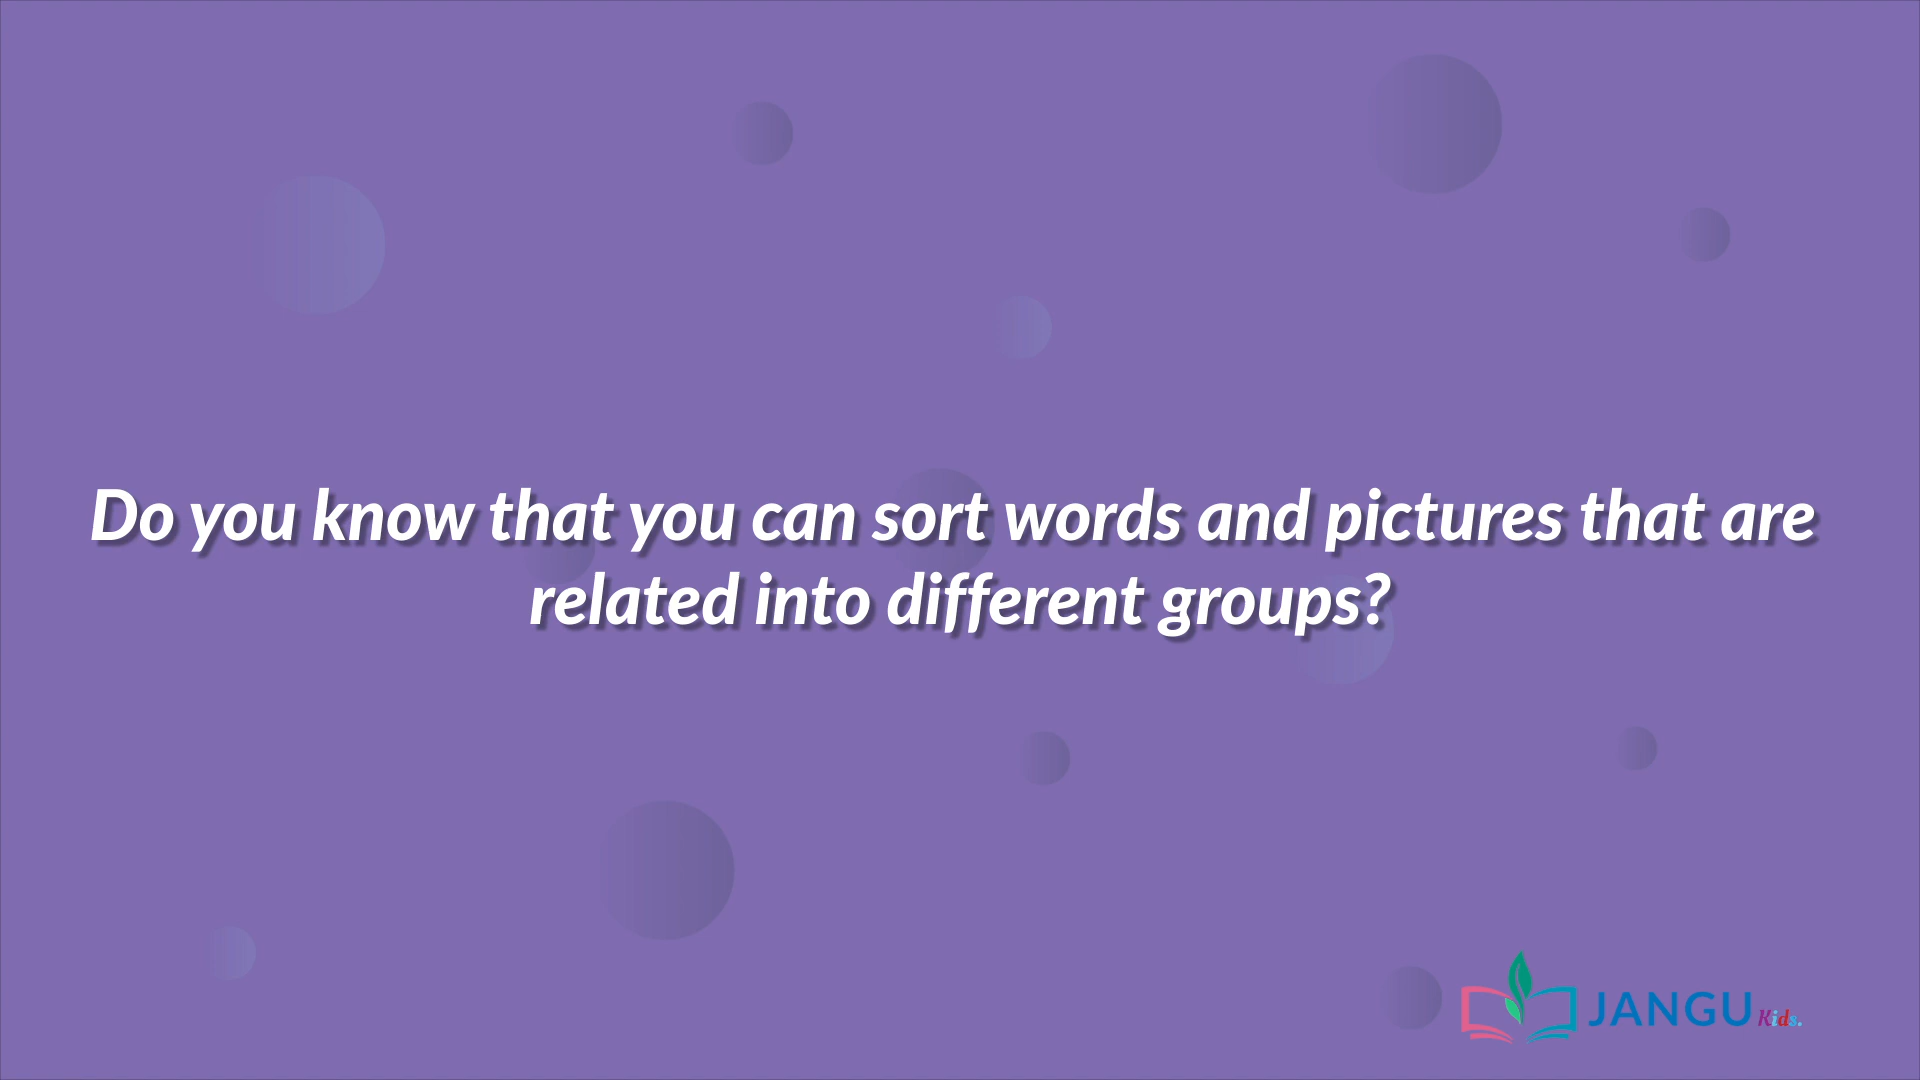 Do you know that you can sort words and pictures that are
related into different groups?
JANGU Kids.